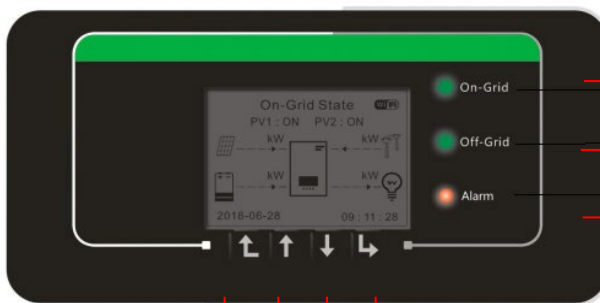 On-Grid State WiFi
PV1 : ON PV2 : ON
kW kW
kW kW
2018-06-28 09 : 11 : 28
On-Grid
Off-Grid
Alarm